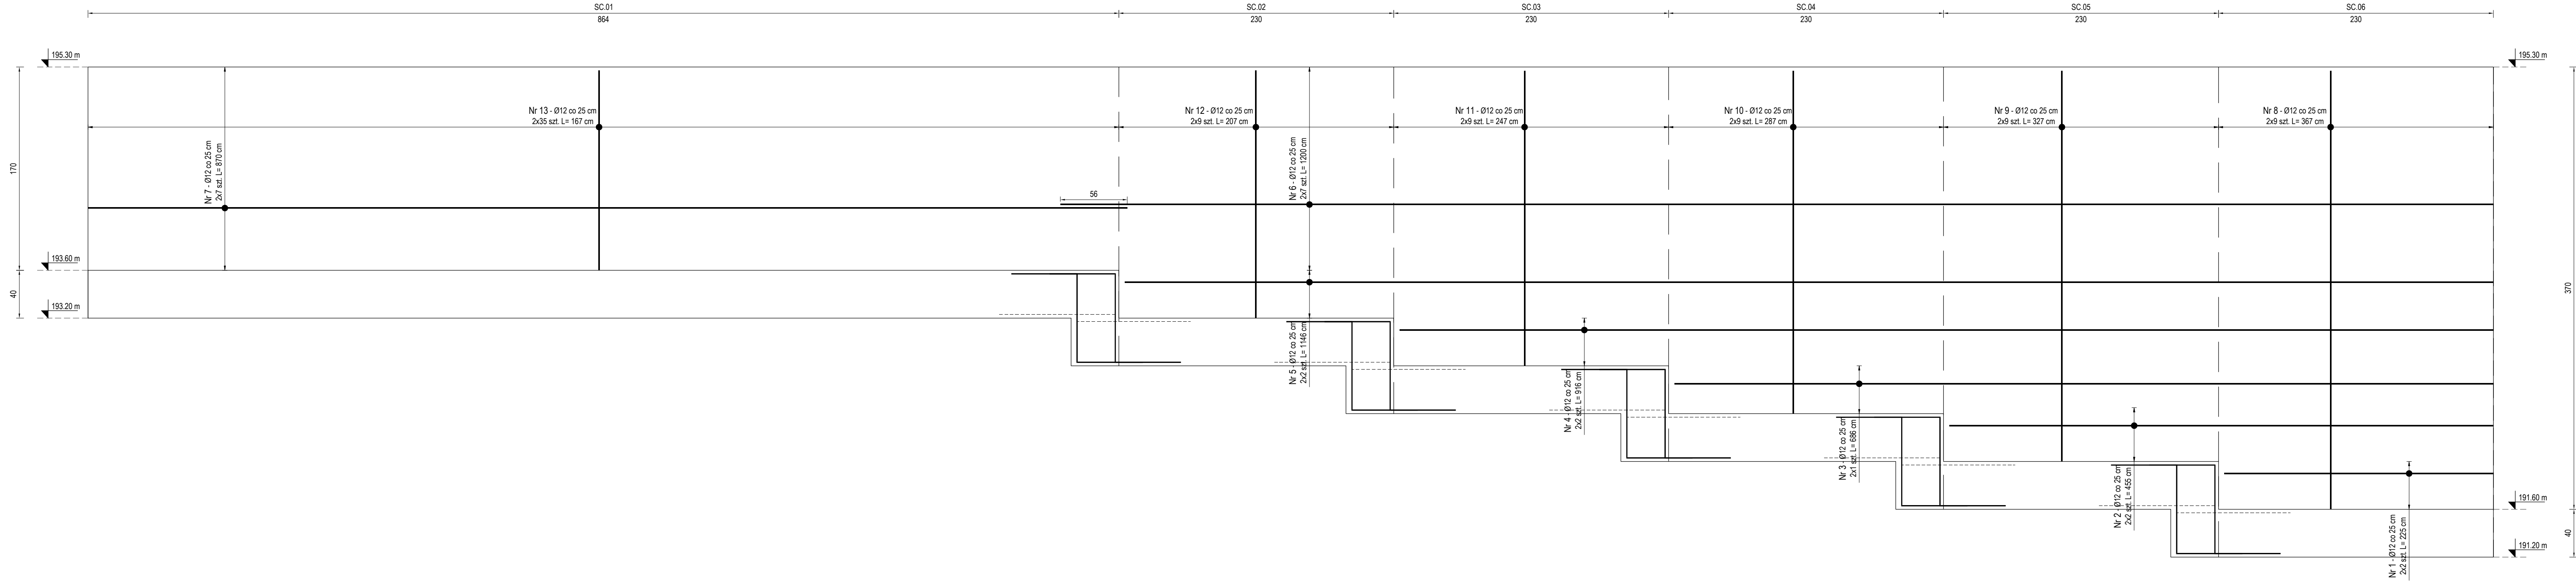 SC.01
864
SC.02
230
SC.03
230
SC.04
230
SC.05
230
SC.06
230
195.30 m
195.30 m
Nr 13 - Ø12 co 25 cm
2x35 szt. L= 167 cm
Nr 12 - Ø12 co 25 cm
2x9 szt. L= 207 cm
Nr 11 - Ø12 co 25 cm
2x9 szt. L= 247 cm
Nr 10 - Ø12 co 25 cm
2x9 szt. L= 287 cm
Nr 9 - Ø12 co 25 cm
2x9 szt. L= 327 cm
Nr 8 - Ø12 co 25 cm
2x9 szt. L= 367 cm
170
Nr 7 - Ø12 co 25 cm
2x7 szt. L= 870 cm
56
Nr 6 - Ø12 co 25 cm
2x7 szt. L= 1200 cm
193.60 m
40
193.20 m
370
Nr 5 - Ø12 co 25 cm
2x2 szt. L= 1146 cm
Nr 4 - Ø12 co 25 cm
2x2 szt. L= 916 cm
Nr 3 - Ø12 co 25 cm
2x1 szt. L= 686 cm
Nr 2 - Ø12 co 25 cm
2x2 szt. L= 455 cm
Nr 1 - Ø12 co 25 cm
2x2 szt. L= 225 cm
191.60 m
40
191.20 m